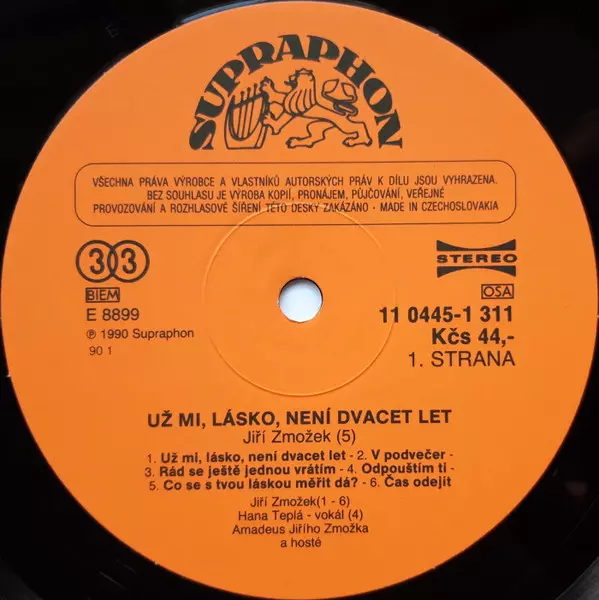 SUPRAPHON
VŠECHNA PRÁVA VÝROBCE A VLASTNÍKŮ AUTORSKÝCH PRÁV K DÍLU JSOU VYHRAZENA.
BEZ SOUHLASU JE VÝROBA KOPIÍ, PRONÁJEM, PŮJČOVÁNÍ, VEŘEJNÉ
PROVOZOVÁNÍ A ROZHLASOVÉ ŠÍŘENÍ TÉTO DESKY ZAKÁZÁNO • MADE IN CZECHOSLOVAKIA
33
STEREO
BIEM
OSA
E 8899
11 0445-1 311
℗ 1990 Supraphon
Kčs 44,-
90 1
1. STRANA
UŽ MI, LÁSKO, NENÍ DVACET LET
Jiří Zmožek (5)
1. Už mi, lásko, není dvacet let - 2. V podvečer -
3. Rád se ještě jednou vrátím - 4. Odpouštím ti -
5. Co se s tvou láskou měřit dá? - 6. Čas odejít
Jiří Zmožek(1 - 6)
Hana Teplá - vokál (4)
Amadeus Jiřího Zmožka
a hosté